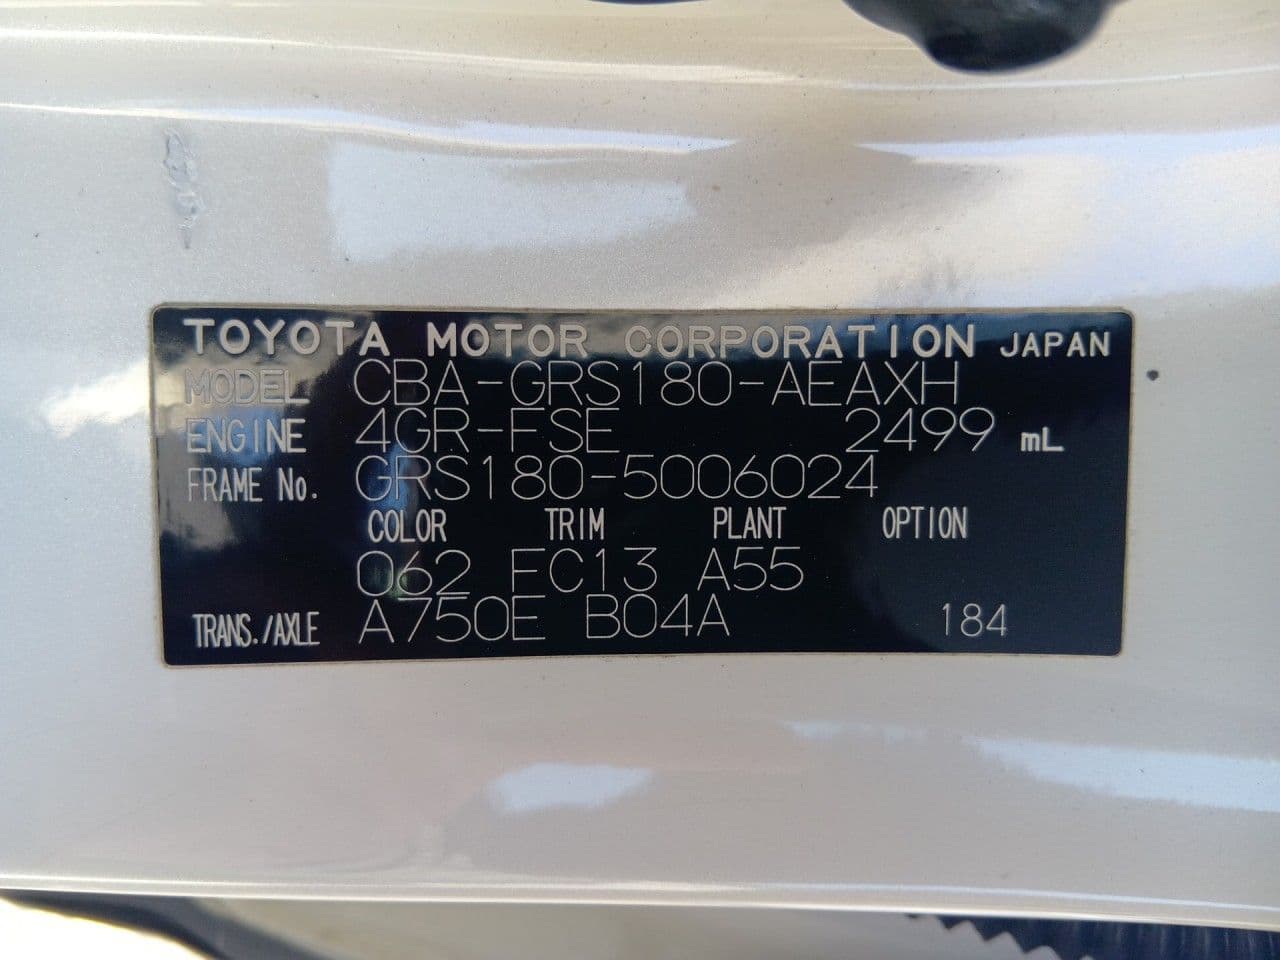 TOYOTA MOTOR CORPORATION JAPAN
MODEL CBA-GRS180-AEAXH
ENGINE 4GR-FSE 2499 mL
FRAME No. GRS180-5006024
COLOR TRIM PLANT OPTION
062 FC13 A55
TRANS./AXLE A750E B04A 184